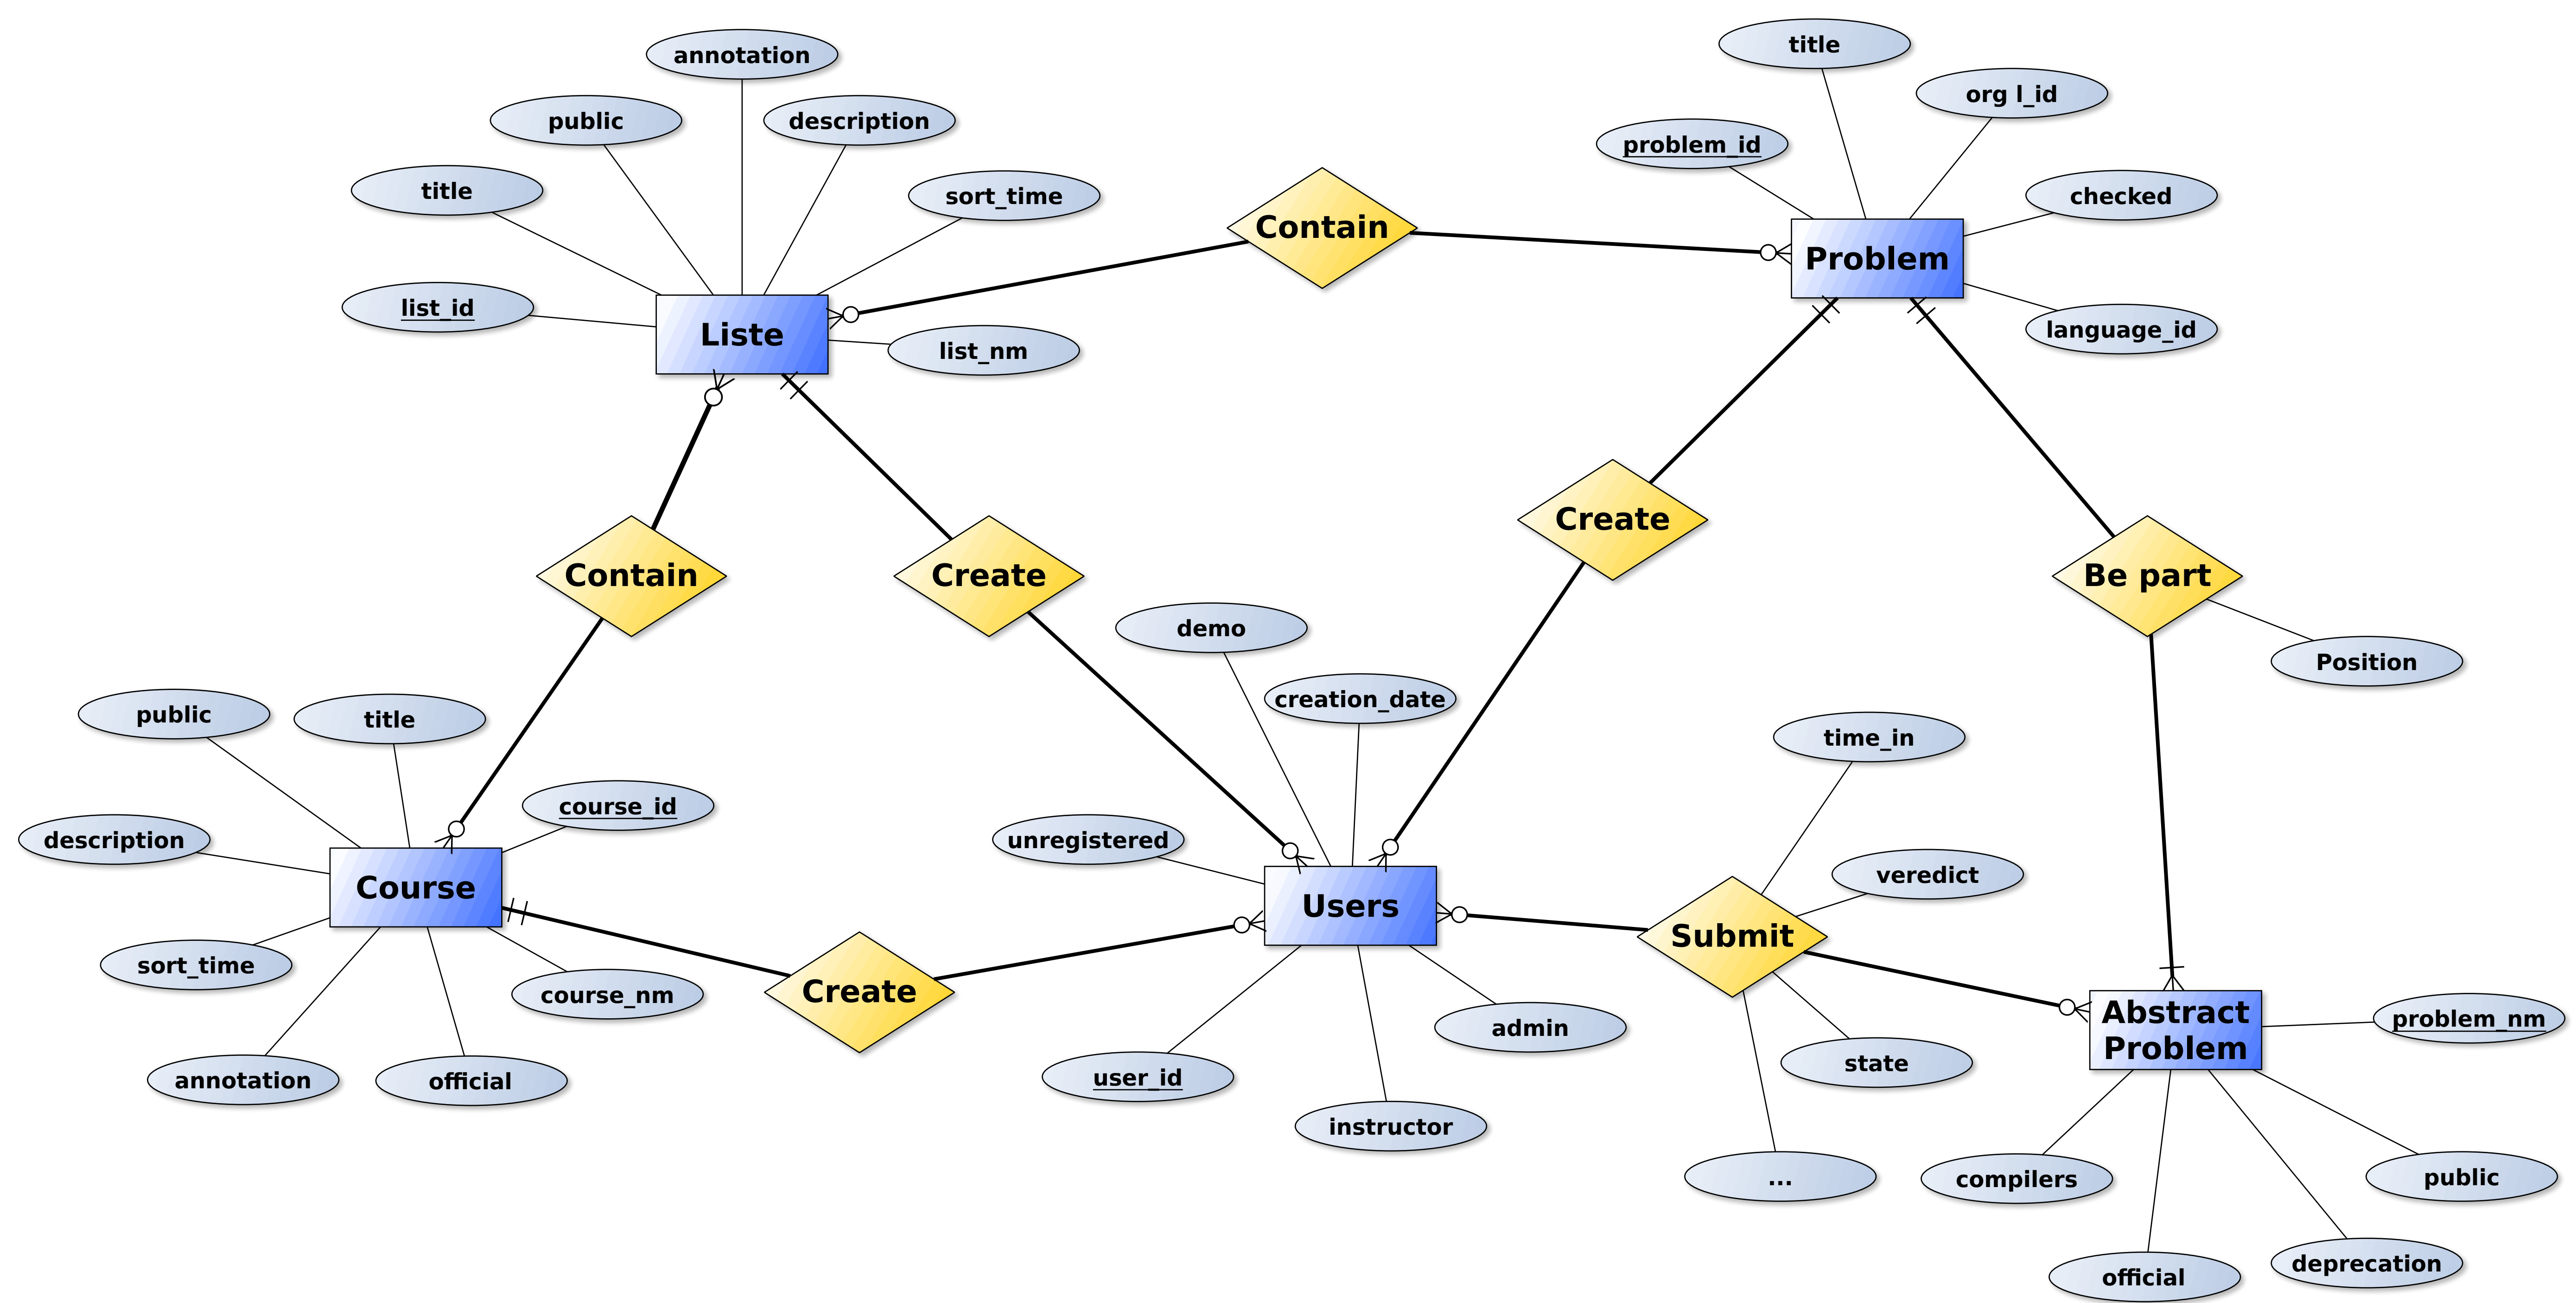 title
annotation
org l_id
public
description
problem_id
title
sort_time
checked
Contain
Problem
list_id
Liste
language_id
list_nm
Create
Contain
Create
Be part
demo
Position
creation_date
public
title
time_in
course_id
description
unregistered
veredict
Course
Users
Submit
sort_time
course_nm
Create
Abstract
Problem
problem_nm
admin
state
annotation
official
user_id
instructor
...
compilers
public
official
deprecation